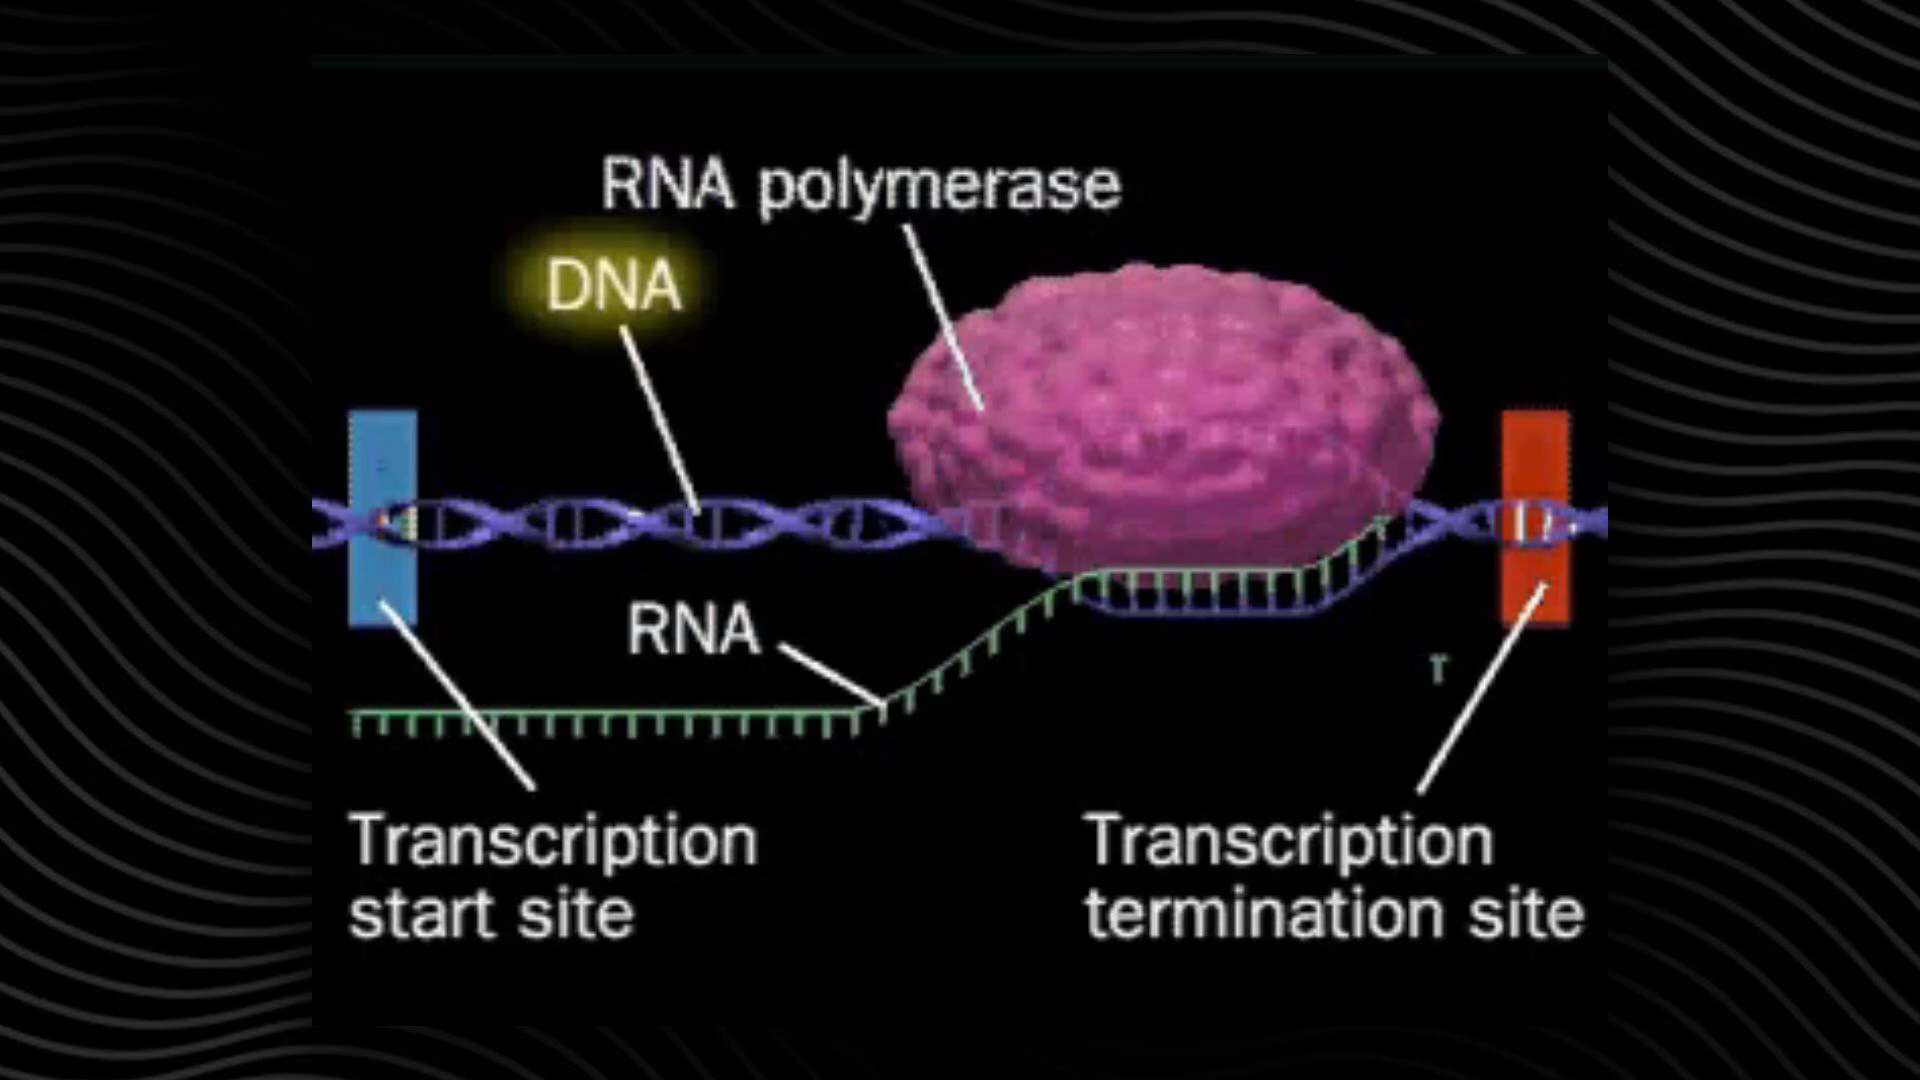 RNA polymerase
DNA
RNA
Transcription
start site
Transcription
termination site